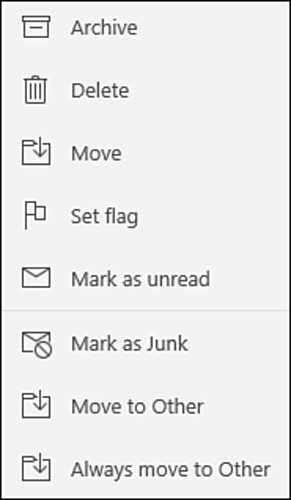 Archive
Delete
Move
Set flag
Mark as unread
Mark as Junk
Move to Other
Always move to Other